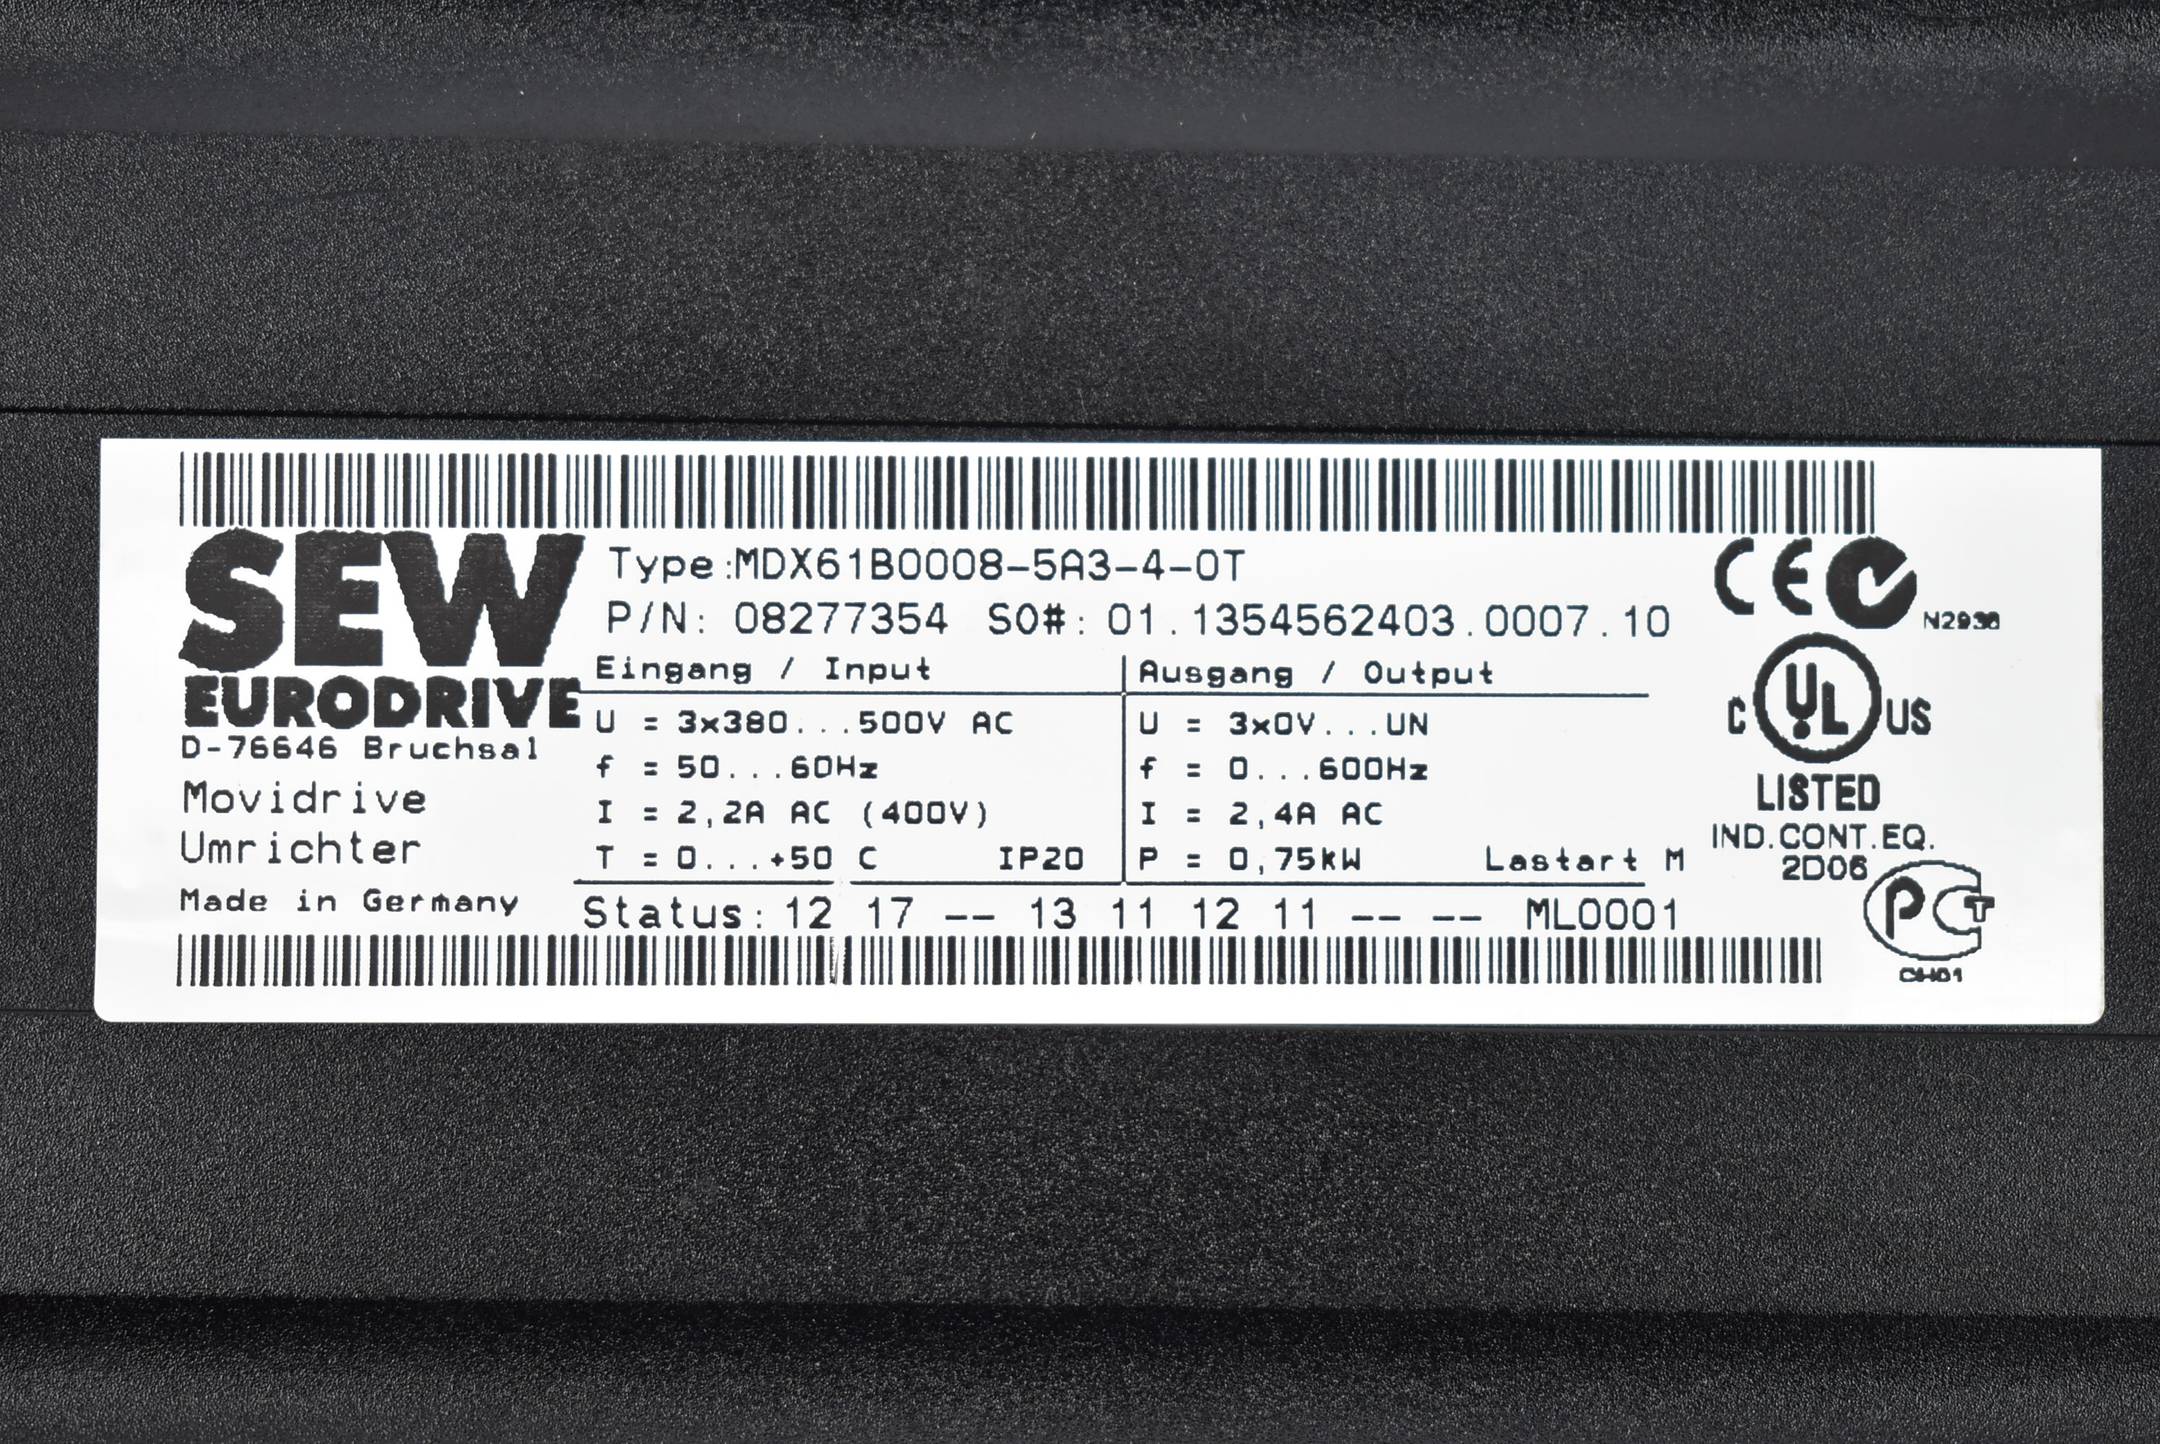 SEW
EURODRIVE
D-76646 Bruchsal
Movidrive
Umrichter
Made in Germany
Type:MDX61B0008-5A3-4-0T
P/N: 08277354 SO#: 01.1354562403.0007.10
Eingang / Input
U = 3x380...500V AC
f = 50...60Hz
I = 2,2A AC (400V)
T = 0...+50 C IP20
Ausgang / Output
U = 3x0V...UN
f = 0...600Hz
I = 2,4A AC
P = 0,75kW Lastart M
Status: 12 17 -- 13 11 12 11 -- -- ML0001
CE
C UL US
LISTED
IND.CONT.EQ.
2D06
PCT